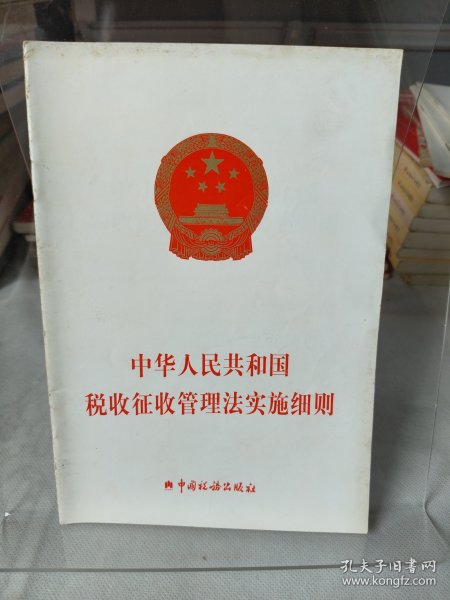 中华人民共和国
税收征收管理法实施细则
中国税务出版社
孔夫子旧书网
www.kongfz.com